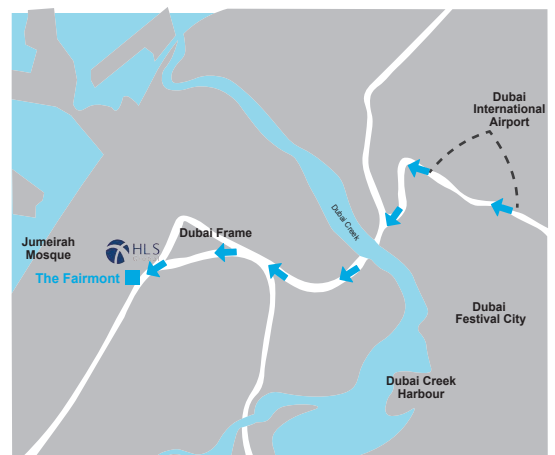 Dubai
International
Airport
Dubai Creek
Dubai Frame
Jumeirah
Mosque
HLS
The Fairmont
Dubai
Festival City
Dubai Creek
Harbour